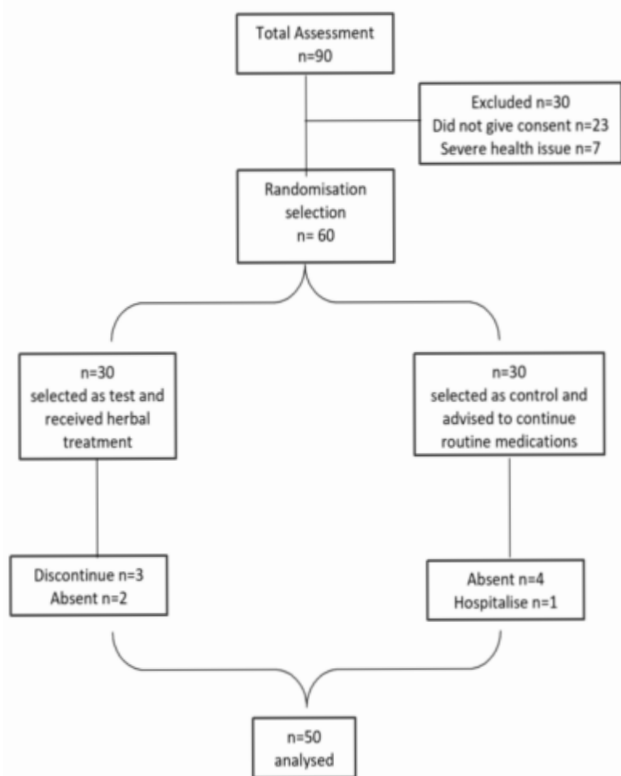 Total Assessment
n=90
Excluded n=30
Did not give consent n=23
Severe health issue n=7
Randomisation
selection
n= 60
n=30
selected as test and
received herbal
treatment
n=30
selected as control and
advised to continue
routine medications
Discontinue n=3
Absent n=2
Absent n=4
Hospitalise n=1
n=50
analysed